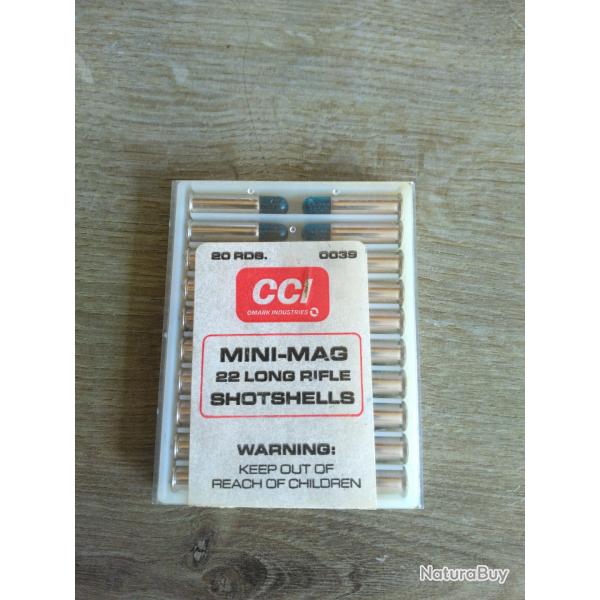 20 RDS. 0039
CCI
OMARK INDUSTRIES
MINI-MAG
22 LONG RIFLE
SHOTSHELLS
WARNING:
KEEP OUT OF
REACH OF CHILDREN
NaturaBuy